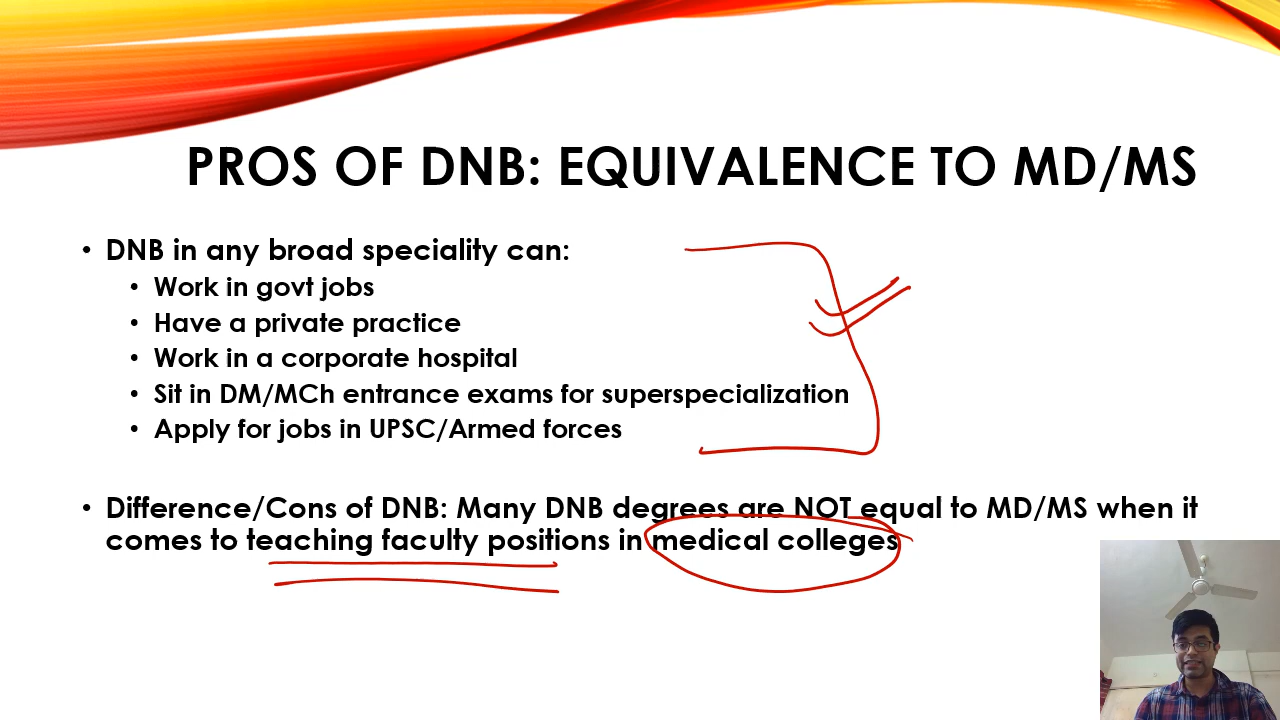 PROS OF DNB: EQUIVALENCE TO MD/MS
• DNB in any broad speciality can:
• Work in govt jobs
• Have a private practice
• Work in a corporate hospital
• Sit in DM/MCh entrance exams for superspecialization
• Apply for jobs in UPSC/Armed forces
• Difference/Cons of DNB: Many DNB degrees are NOT equal to MD/MS when it
comes to teaching faculty positions in medical colleges